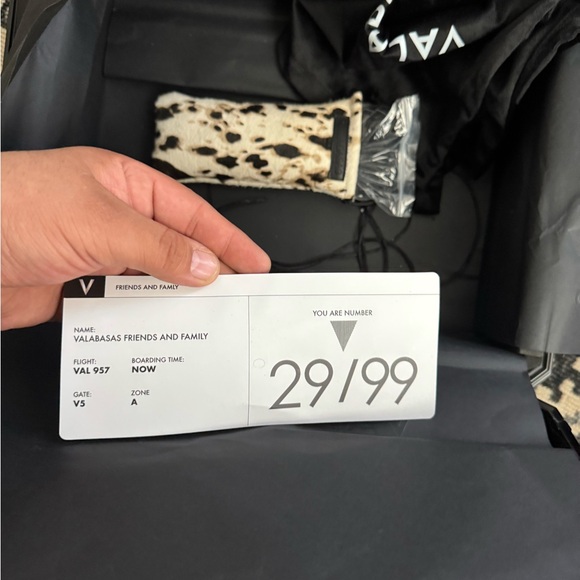 VAL
V
FRIENDS AND FAMLY
NAME:
VALABASAS FRIENDS AND FAMILY
FLIGHT:
BOARDING TIME:
VAL 957
NOW
GATE:
ZONE
V5
A
YOU ARE NUMBER
29/99